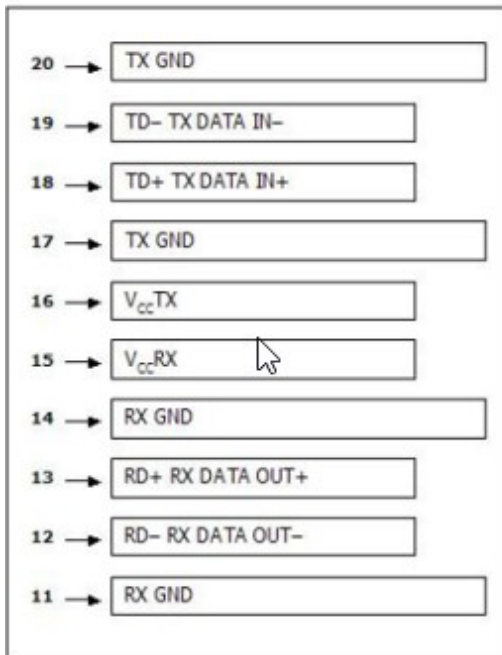 20 TX GND
19 TD– TX DATA IN–
18 TD+ TX DATA IN+
17 TX GND
16 VCCTX
15 VCCRX
14 RX GND
13 RD+ RX DATA OUT+
12 RD– RX DATA OUT–
11 RX GND